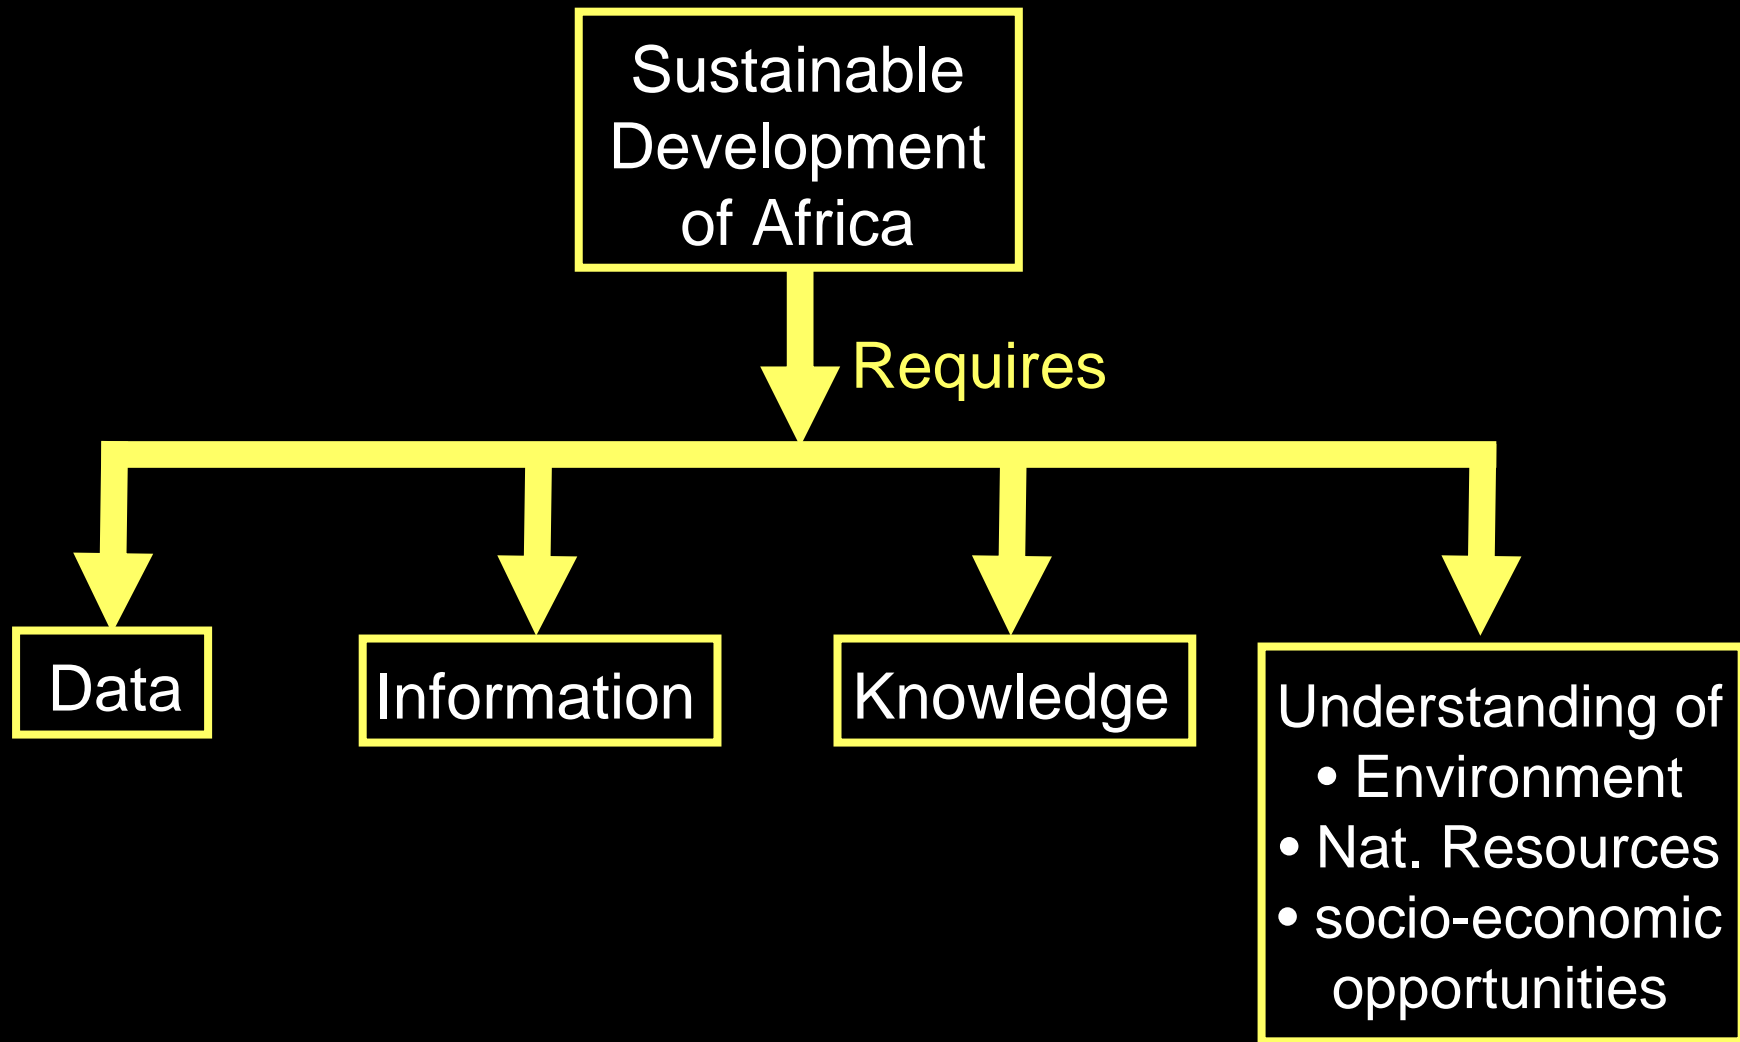 Sustainable
Development
of Africa
Requires
Data
Information
Knowledge
Understanding of
• Environment
• Nat. Resources
• socio-economic
opportunities